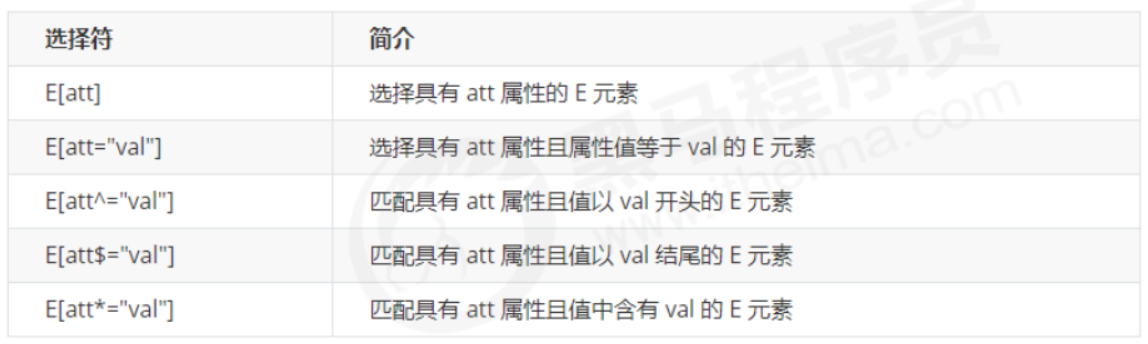 选择符 简介
E[att] 选择具有 att 属性的 E 元素
E[att="val"] 选择具有 att 属性且属性值等于 val 的 E 元素
E[att^="val"] 匹配具有 att 属性且值以 val 开头的 E 元素
E[att$="val"] 匹配具有 att 属性且值以 val 结尾的 E 元素
E[att*="val"] 匹配具有 att 属性且值中含有 val 的 E 元素
黑马程序员
www.itheima.com